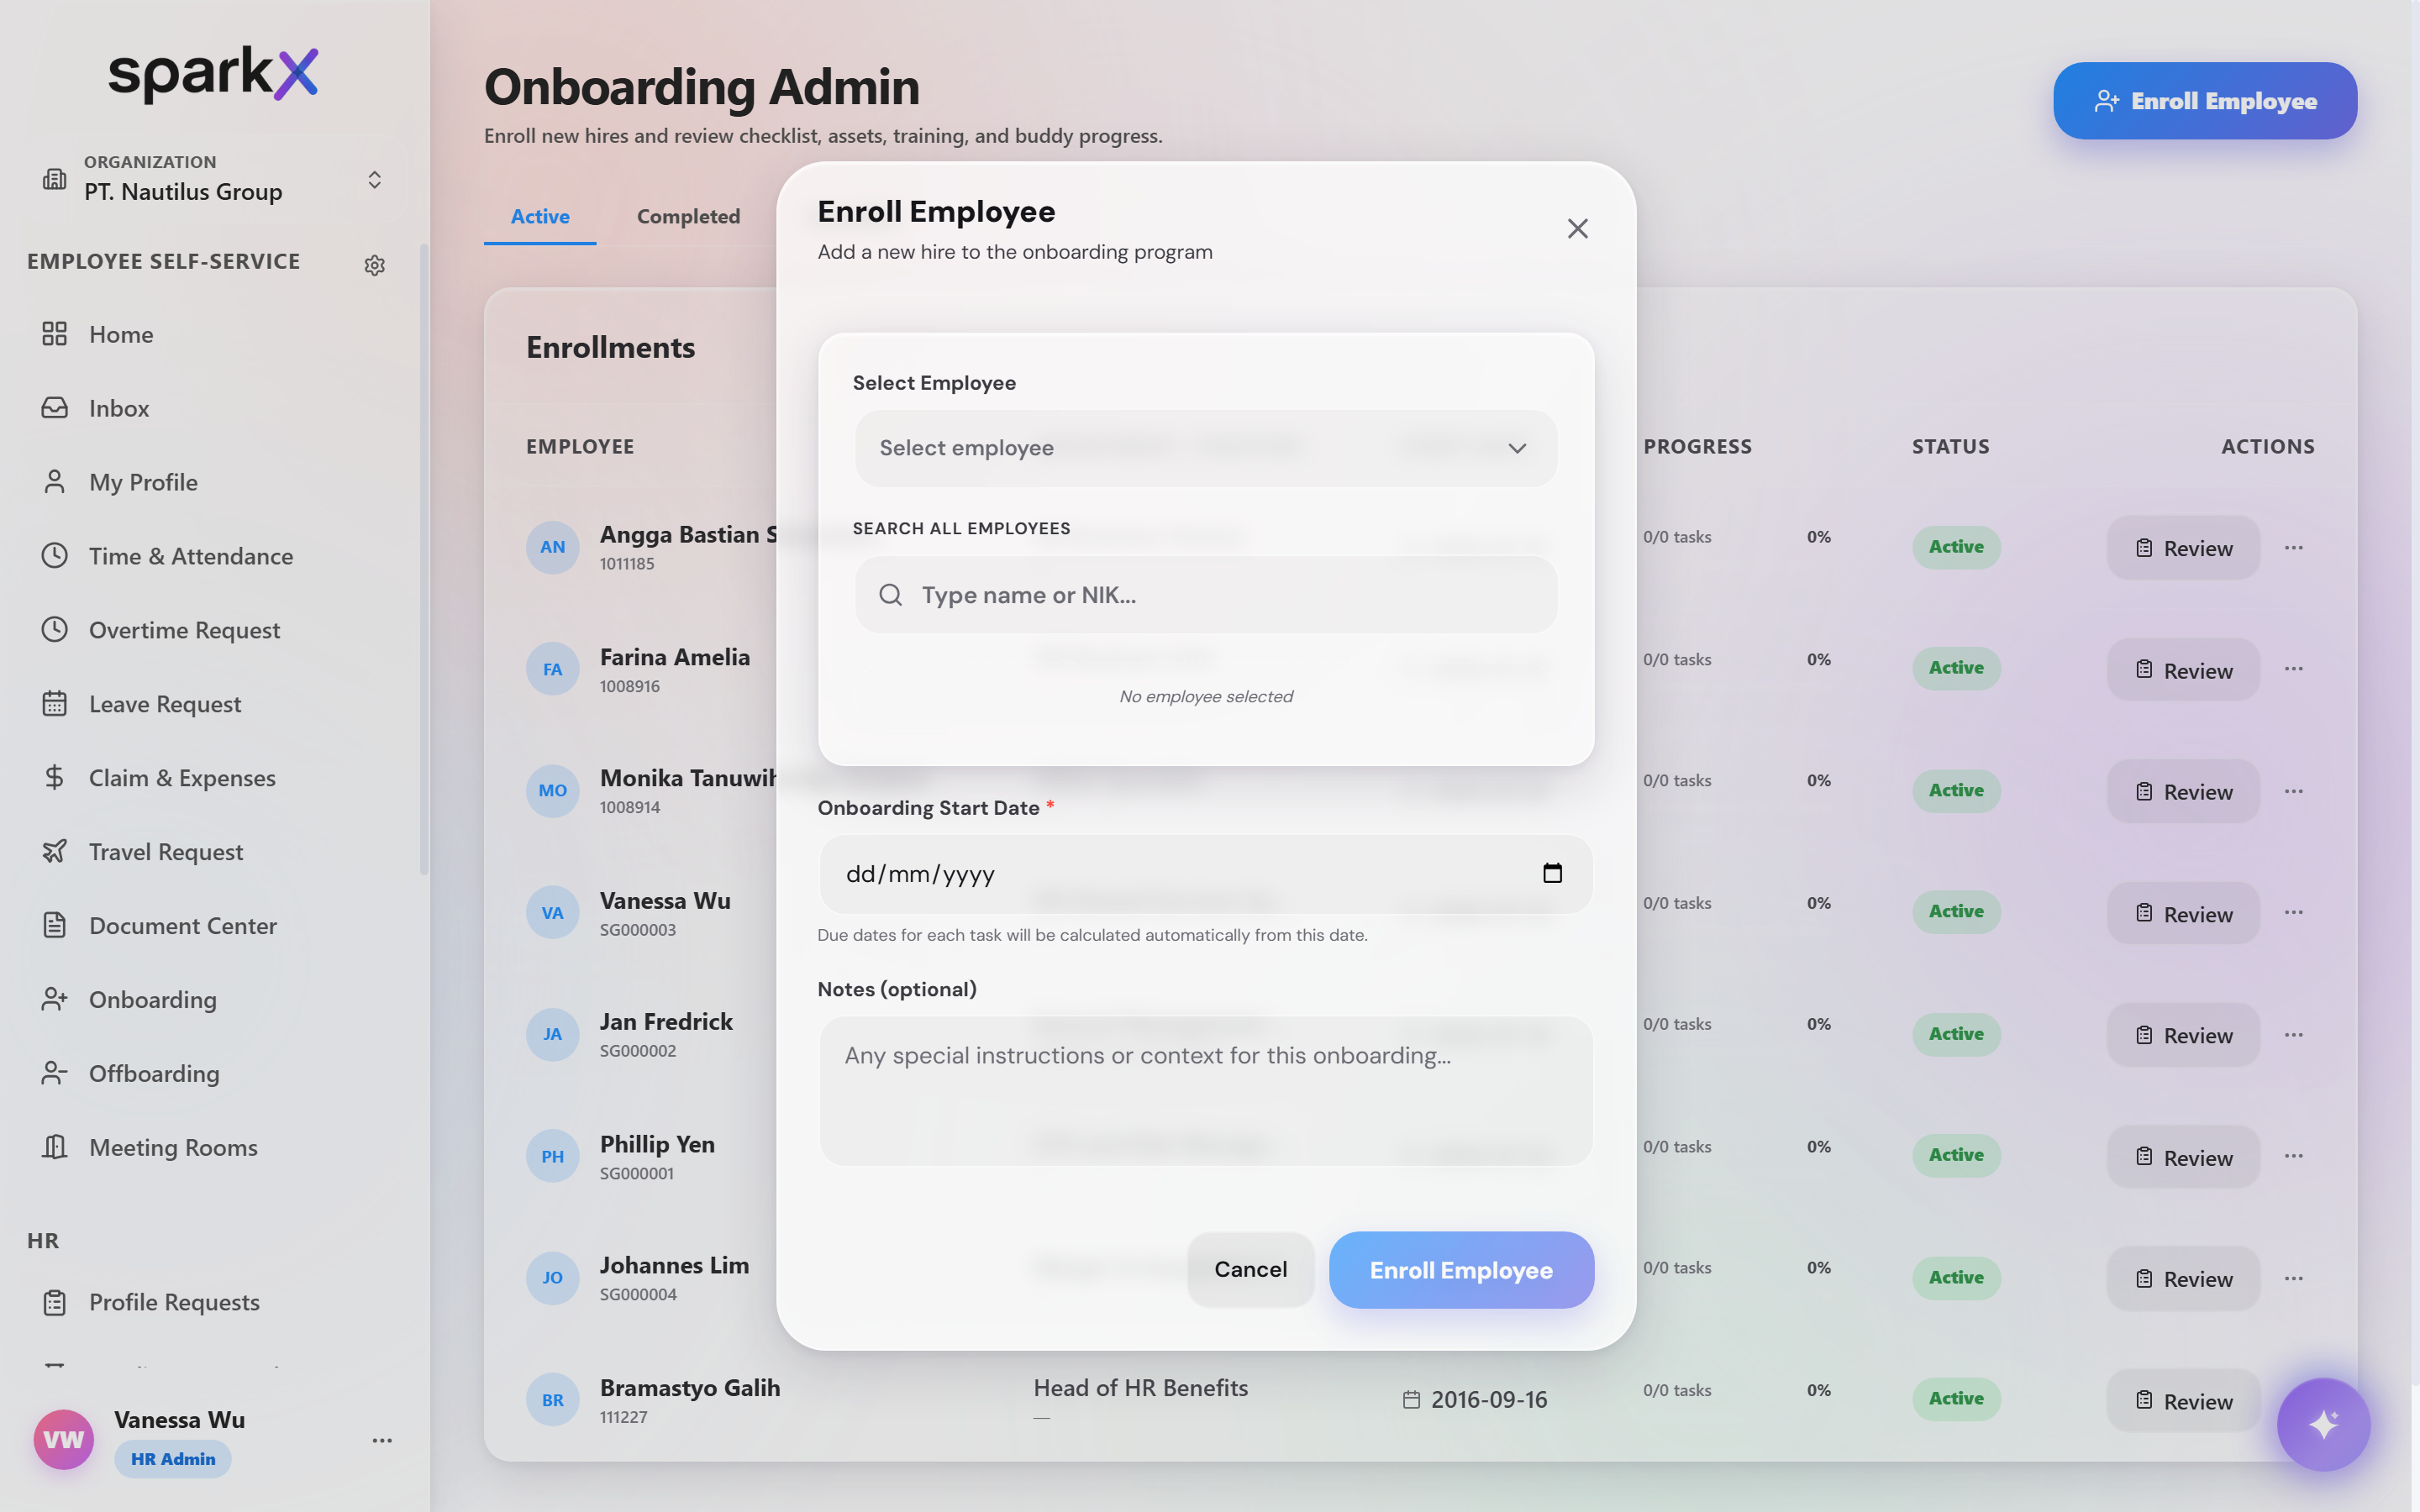 sparkX
ORGANIZATION
PT. Nautilus Group
EMPLOYEE SELF-SERVICE
Home
Inbox
My Profile
Time & Attendance
Overtime Request
Leave Request
Claim & Expenses
Travel Request
Document Center
Onboarding
Offboarding
Meeting Rooms
HR
Profile Requests
VW
Vanessa Wu
HR Admin
Onboarding Admin
Enroll new hires and review checklist, assets, training, and buddy progress.
Enroll Employee
Active
Completed
Enrollments
EMPLOYEE
PROGRESS
STATUS
ACTIONS
AN
Angga Bastian
1011185
0/0 tasks
0%
Active
Review
FA
Farina Amelia
1008916
0/0 tasks
0%
Active
Review
MO
Monika
1008914
0/0 tasks
0%
Active
Review
VA
Vanessa Wu
SG000003
0/0 tasks
0%
Active
Review
JA
Jan Fredrick
SG000002
0/0 tasks
0%
Active
Review
PH
Phillip Yen
SG000001
0/0 tasks
0%
Active
Review
JO
Johannes Lim
SG000004
0/0 tasks
0%
Active
Review
BR
Bramastyo Galih
111227
Head of HR Benefits
—
2016-09-16
0/0 tasks
0%
Active
Review
Enroll Employee
Add a new hire to the onboarding program
Select Employee
Select employee
SEARCH ALL EMPLOYEES
Type name or NIK...
No employee selected
Onboarding Start Date *
dd/mm/yyyy
Due dates for each task will be calculated automatically from this date.
Notes (optional)
Any special instructions or context for this onboarding...
Cancel
Enroll Employee